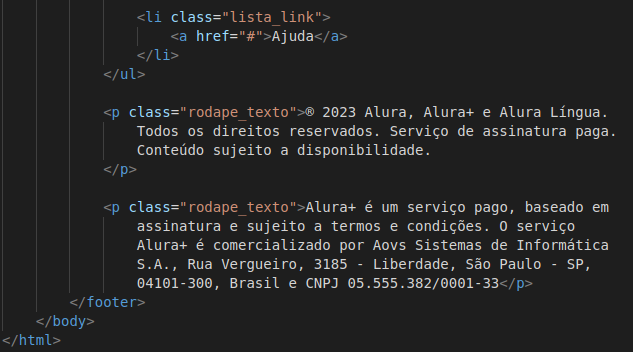 <li class="lista_link">
<a href="#">Ajuda</a>
</li>
</ul>
<p class="rodape_texto">® 2023 Alura, Alura+ e Alura Língua.
Todos os direitos reservados. Serviço de assinatura paga.
Conteúdo sujeito a disponibilidade.
</p>
<p class="rodape_texto">Alura+ é um serviço pago, baseado em
assinatura e sujeito a termos e condições. O serviço
Alura+ é comercializado por Aovs Sistemas de Informática
S.A., Rua Vergueiro, 3185 - Liberdade, São Paulo - SP,
04101-300, Brasil e CNPJ 05.555.382/0001-33</p>
</footer>
</body>
</html>